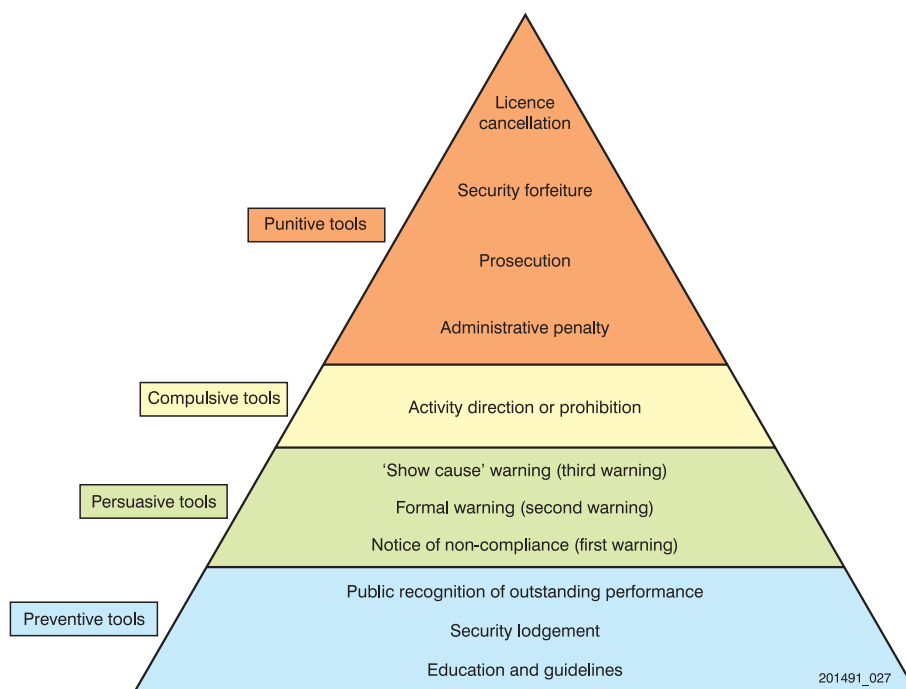 Licence
cancellation
Security forfeiture
Punitive tools
Prosecution
Administrative penalty
Compulsive tools
Activity direction or prohibition
‘Show cause’ warning (third warning)
Persuasive tools
Formal warning (second warning)
Notice of non-compliance (first warning)
Public recognition of outstanding performance
Preventive tools
Security lodgement
Education and guidelines
201491_027